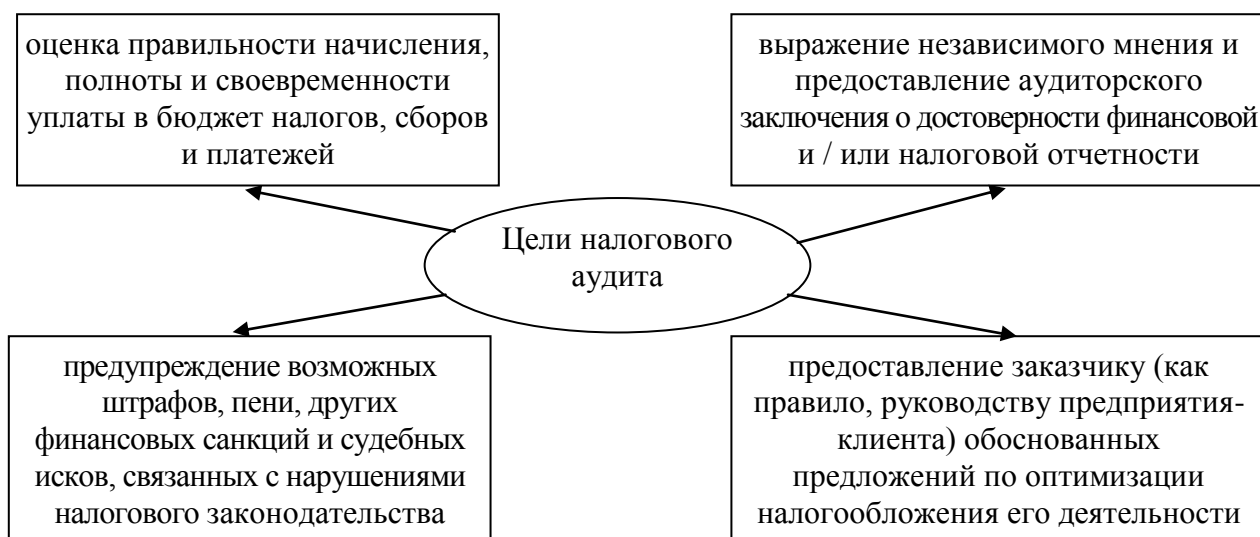 оценка правильности начисления,
полноты и своевременности
уплаты в бюджет налогов, сборов
и платежей
выражение независимого мнения и
предоставление аудиторского
заключения о достоверности финансовой
и / или налоговой отчетности
Цели налогового
аудита
предупреждение возможных
штрафов, пени, других
финансовых санкций и судебных
исков, связанных с нарушениями
налогового законодательства
предоставление заказчику (как
правило, руководству предприятия-
клиента) обоснованных
предложений по оптимизации
налогообложения его деятельности